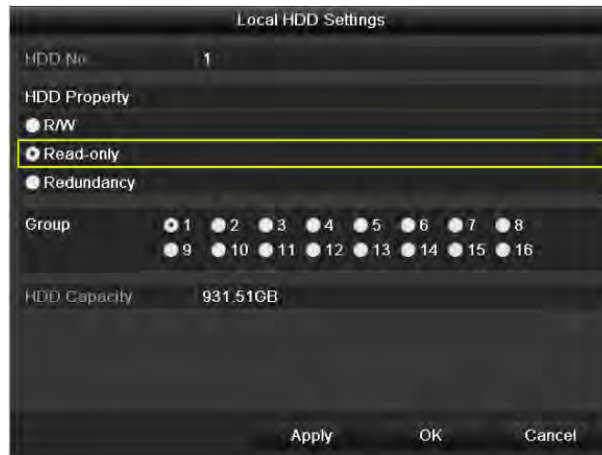 Local HDD Settings
HDD No. 1
HDD Property
R/W
Read-only
Redundancy
Group 1 2 3 4 5 6 7 8
9 10 11 12 13 14 15 16
HDD Capacity 931.51GB
Apply OK Cancel